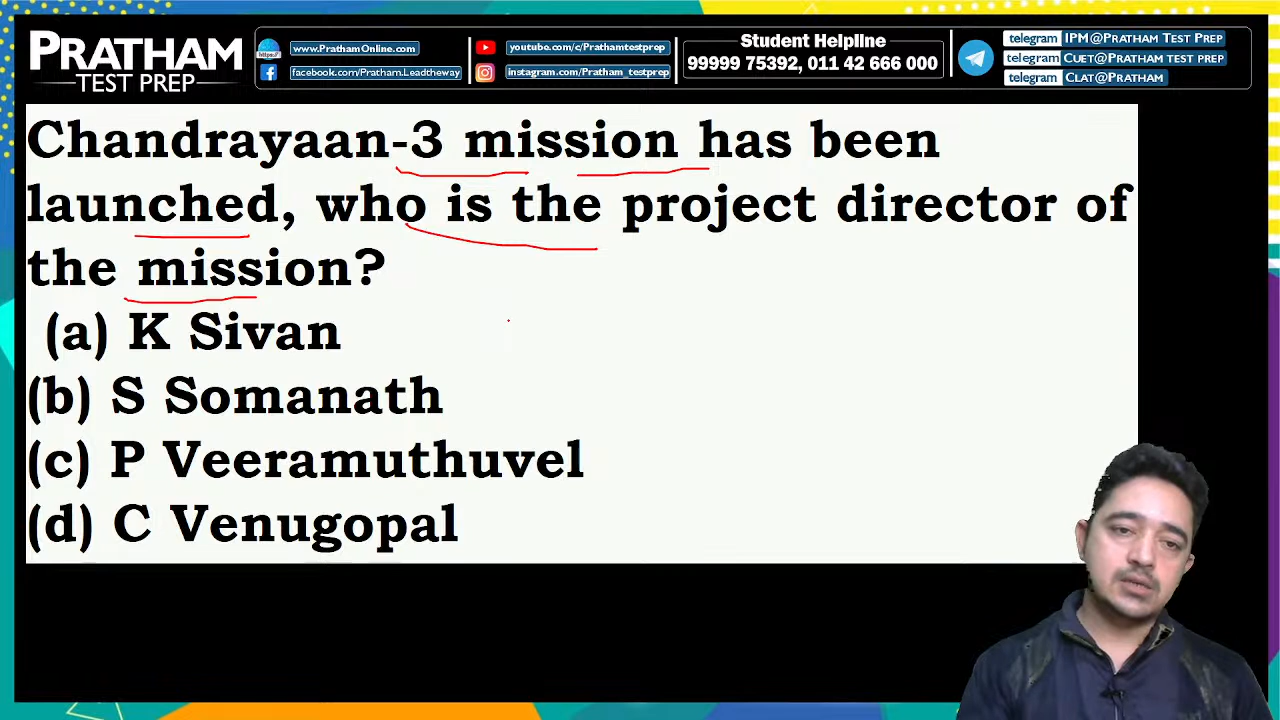 PRATHAM
TEST PREP
https://
www.PrathamOnline.com
facebook.com/Pratham.Leadtheway
youtube.com/c/Prathamtestprep
instagram.com/Pratham_testprep
Student Helpline
99999 75392, 011 42 666 000
telegram IPM@PRATHAM TEST PREP
telegram CUET@PRATHAM TEST PREP
telegram CLAT@PRATHAM
Chandrayaan-3 mission has been
launched, who is the project director of
the mission?
(a) K Sivan
(b) S Somanath
(c) P Veeramuthuvel
(d) C Venugopal